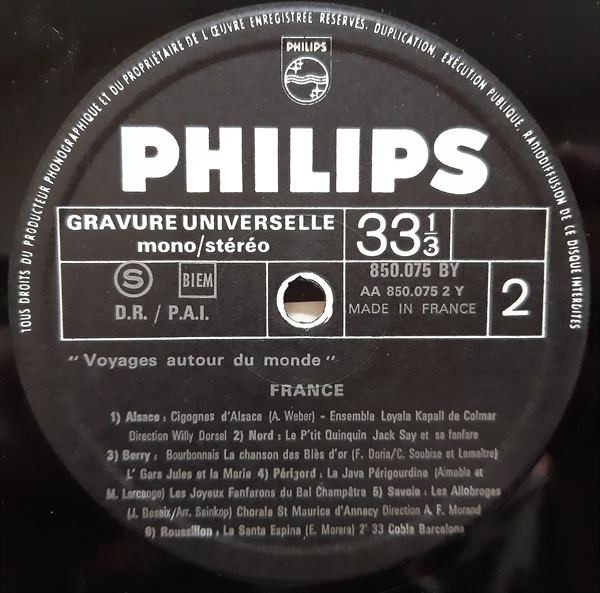 TOUS DROITS DU PRODUCTEUR PHONOGRAPHIQUE ET DU PROPRIÉTAIRE DE L'ŒUVRE ENREGISTRÉE RÉSERVÉS. DUPLICATION, EXÉCUTION PUBLIQUE, RADIODIFFUSION DE CE DISQUE INTERDITES
PHILIPS
PHILIPS
GRAVURE UNIVERSELLE
mono/stéréo
33 1/3
S BIEM
D.R. / P.A.I.
850.075 BY
AA 850.075 2 Y
MADE IN FRANCE
2
"Voyages autour du monde"
FRANCE
1) Alsace : Cigognes d'Alsace (A. Weber) - Ensemble Loyala Kapall de Colmar
Direction Willy Dorsel 2) Nord : Le P'tit Quinquin Jack Say et sa fanfare
3) Berry : Bourbonnais La chanson des Blès d'or (F. Doria/C. Soubise et Lemaître)
L' Gars Jules et la Marie 4) Périgord : La Java Périgourdine (Aimable et
M. Larcange) Les Joyeux Fanfarons du Bal Champêtre 5) Savoie : Les Allobroges
(J. Dessix/Arr. Sainkop) Chorale St Maurice d'Annecy Direction A. F. Morand
6) Roussillon : La Santa Espina (E. Morera) 2' 33 Cobla Barcelona